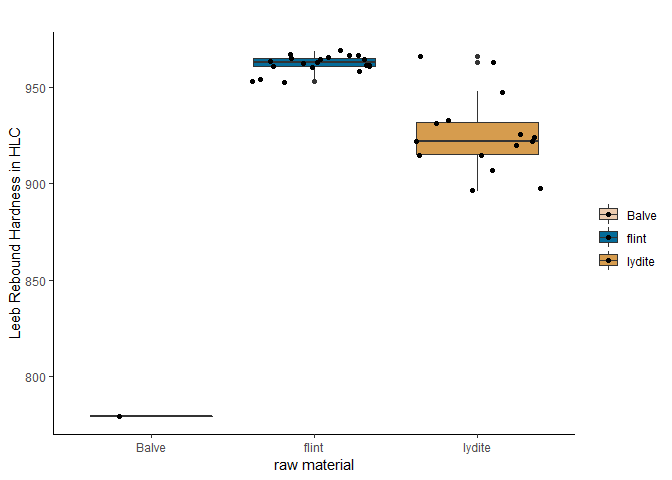 Leeb Rebound Hardness in HLC
950
900
850
800
Balve
flint
lydite
raw material
Balve
flint
lydite